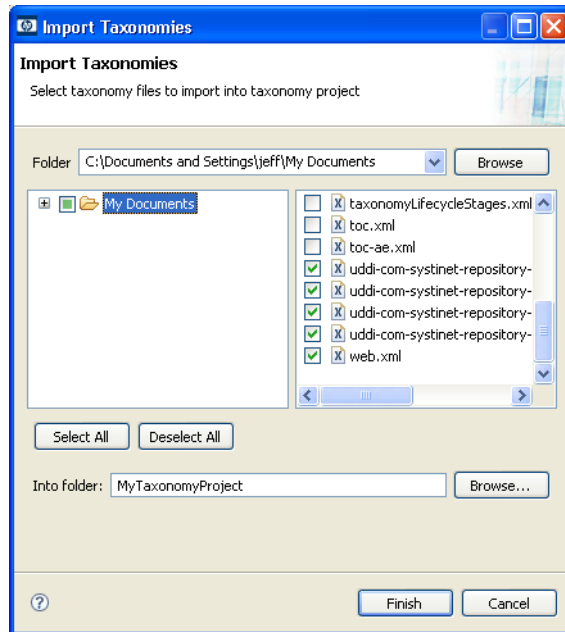 Import Taxonomies
Import Taxonomies
Select taxonomy files to import into taxonomy project
Folder C:\Documents and Settings\jeff\My Documents Browse
My Documents
taxonomyLifecycleStages.xml
toc.xml
toc-ae.xml
uddi-com-systinet-repository-
uddi-com-systinet-repository-
uddi-com-systinet-repository-
uddi-com-systinet-repository-
web.xml
Select All Deselect All
Into folder: MyTaxonomyProject Browse...
Finish Cancel